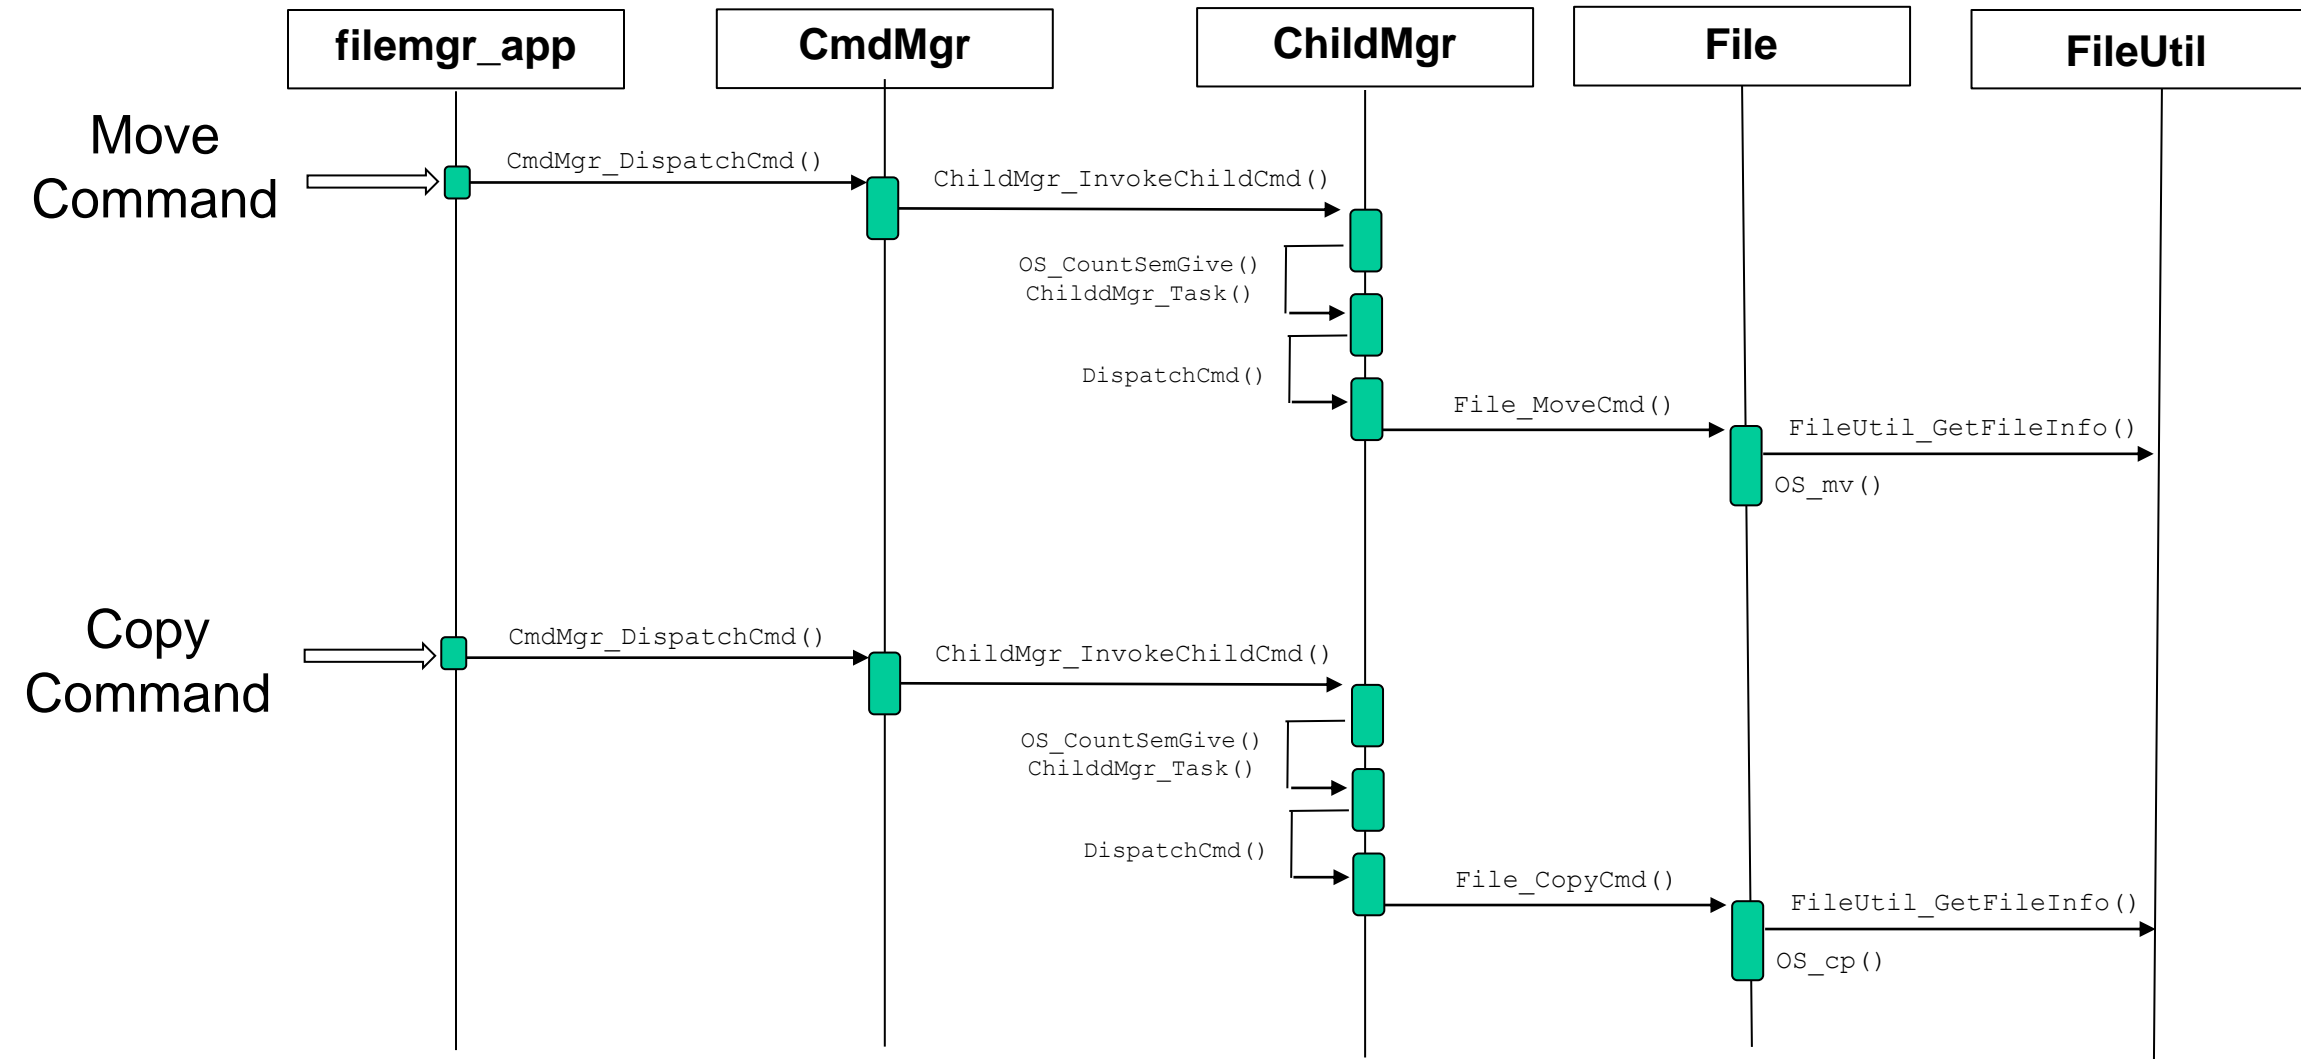 filemgr_app
CmdMgr
ChildMgr
File
FileUtil
Move
Command
CmdMgr_DispatchCmd()
ChildMgr_InvokeChildCmd()
OS_CountSemGive()
ChilddMgr_Task()
DispatchCmd()
File_MoveCmd()
FileUtil_GetFileInfo()
OS_mv()
Copy
Command
CmdMgr_DispatchCmd()
ChildMgr_InvokeChildCmd()
OS_CountSemGive()
ChilddMgr_Task()
DispatchCmd()
File_CopyCmd()
FileUtil_GetFileInfo()
OS_cp()